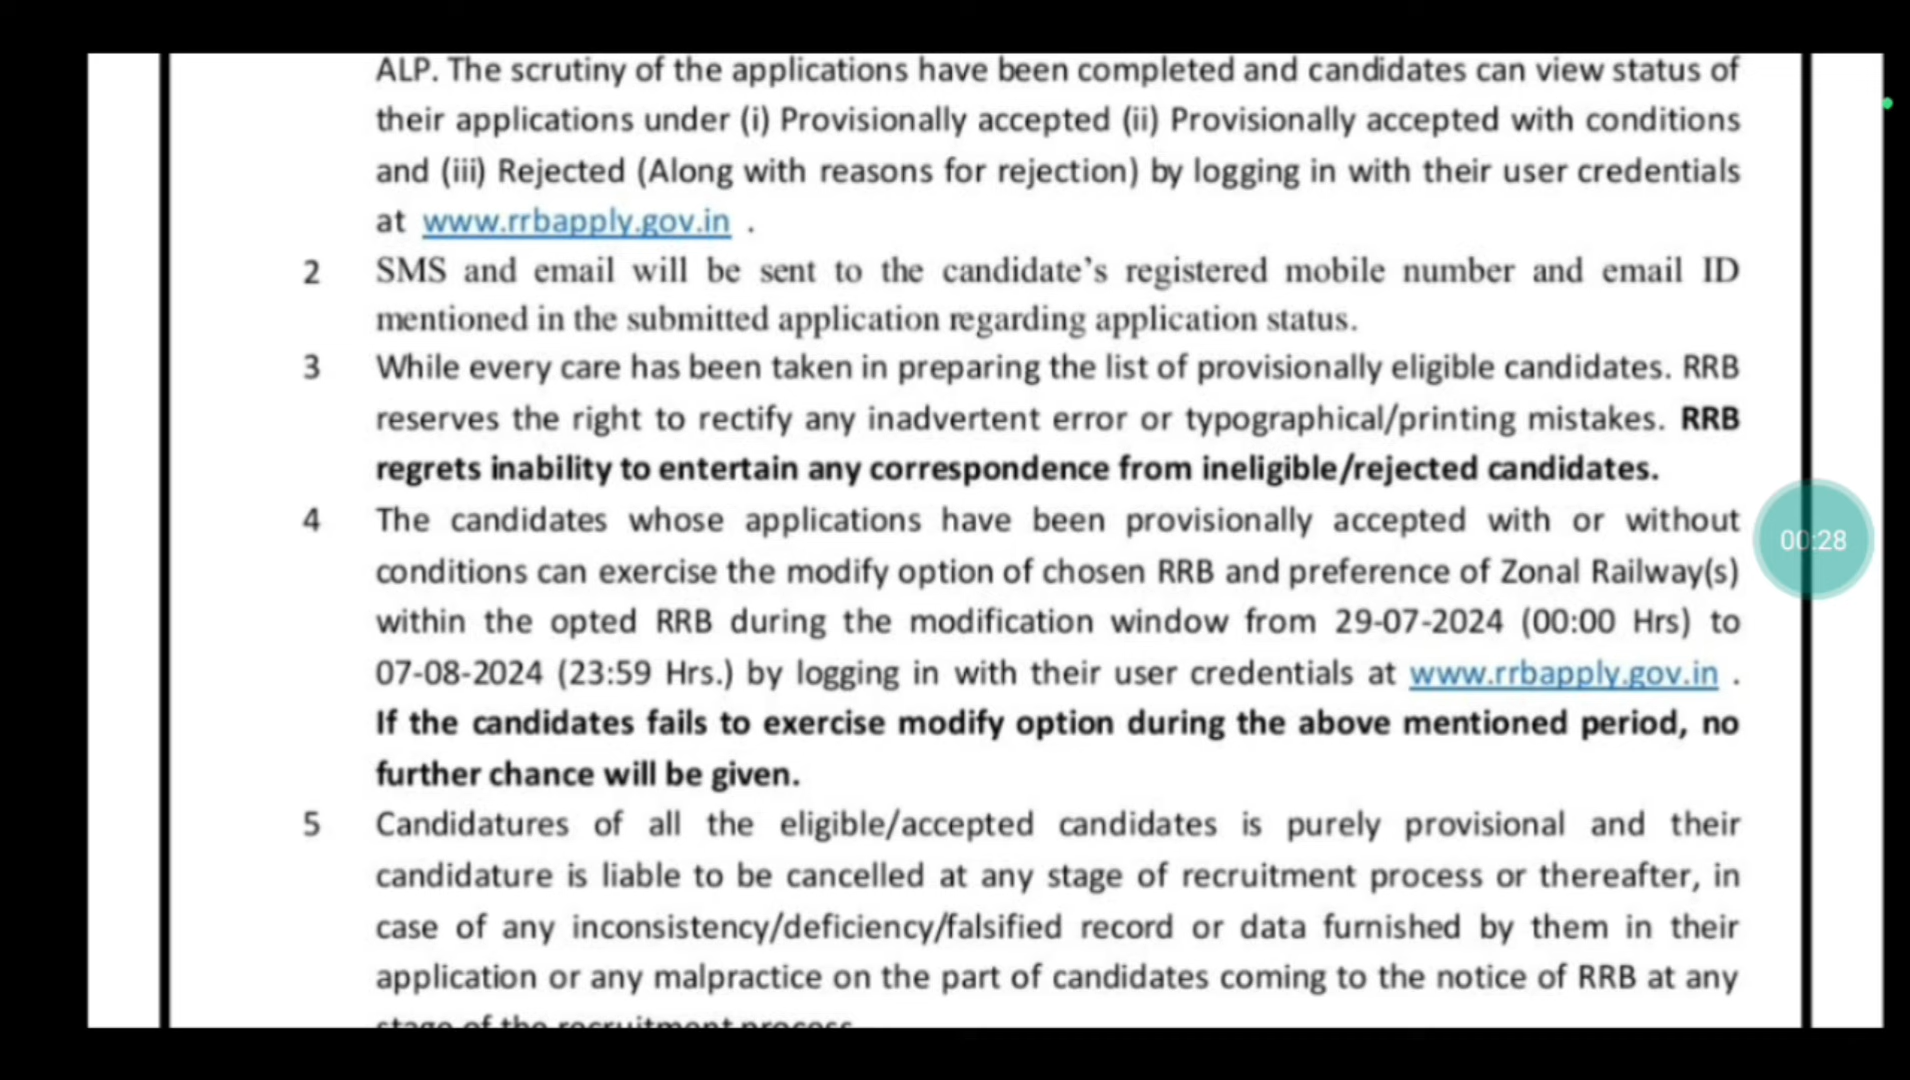 ALP. The scrutiny of the applications have been completed and candidates can view status of
their applications under (i) Provisionally accepted (ii) Provisionally accepted with conditions
and (iii) Rejected (Along with reasons for rejection) by logging in with their user credentials
at www.rrbapply.gov.in .
2 SMS and email will be sent to the candidate’s registered mobile number and email ID
mentioned in the submitted application regarding application status.
3 While every care has been taken in preparing the list of provisionally eligible candidates. RRB
reserves the right to rectify any inadvertent error or typographical/printing mistakes. RRB
regrets inability to entertain any correspondence from ineligible/rejected candidates.
4 The candidates whose applications have been provisionally accepted with or without
conditions can exercise the modify option of chosen RRB and preference of Zonal Railway(s)
within the opted RRB during the modification window from 29-07-2024 (00:00 Hrs) to
07-08-2024 (23:59 Hrs.) by logging in with their user credentials at www.rrbapply.gov.in .
If the candidates fails to exercise modify option during the above mentioned period, no
further chance will be given.
5 Candidatures of all the eligible/accepted candidates is purely provisional and their
candidature is liable to be cancelled at any stage of recruitment process or thereafter, in
case of any inconsistency/deficiency/falsified record or data furnished by them in their
application or any malpractice on the part of candidates coming to the notice of RRB at any
stage of the recruitment process
00:28